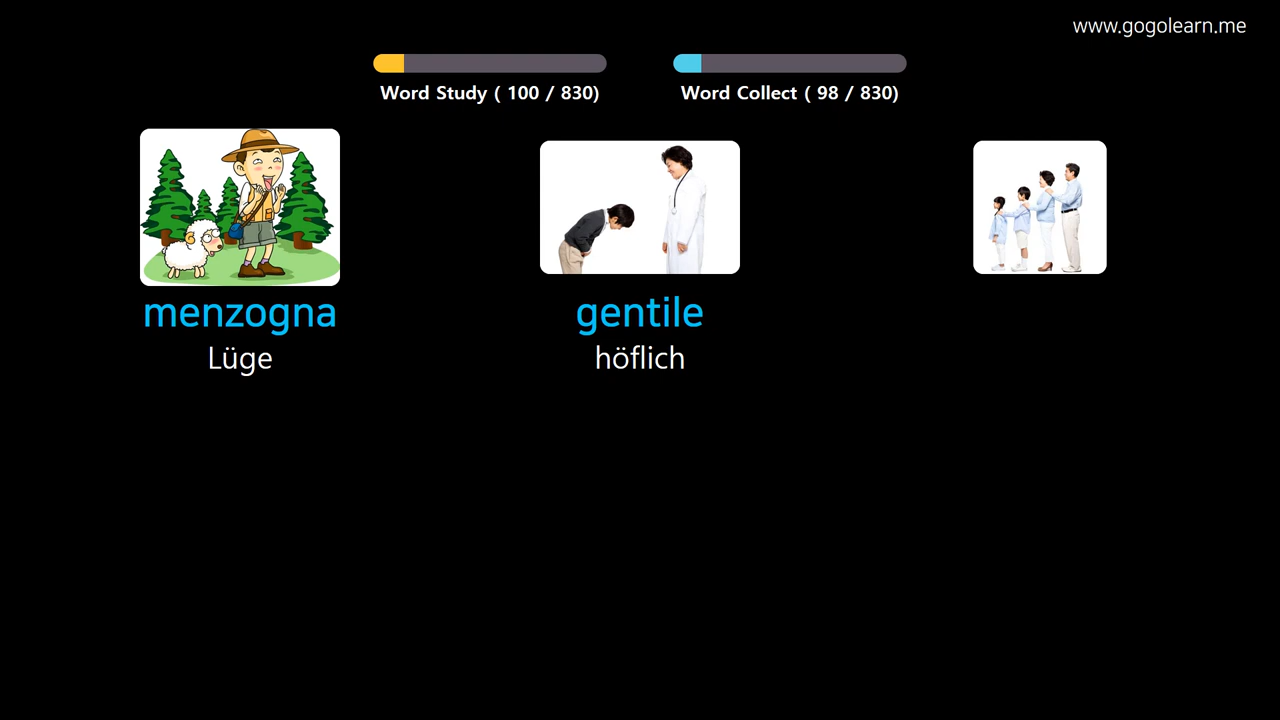 www.gogolearn.me
Word Study ( 100 / 830)
Word Collect ( 98 / 830)
menzogna
Lüge
gentile
höflich